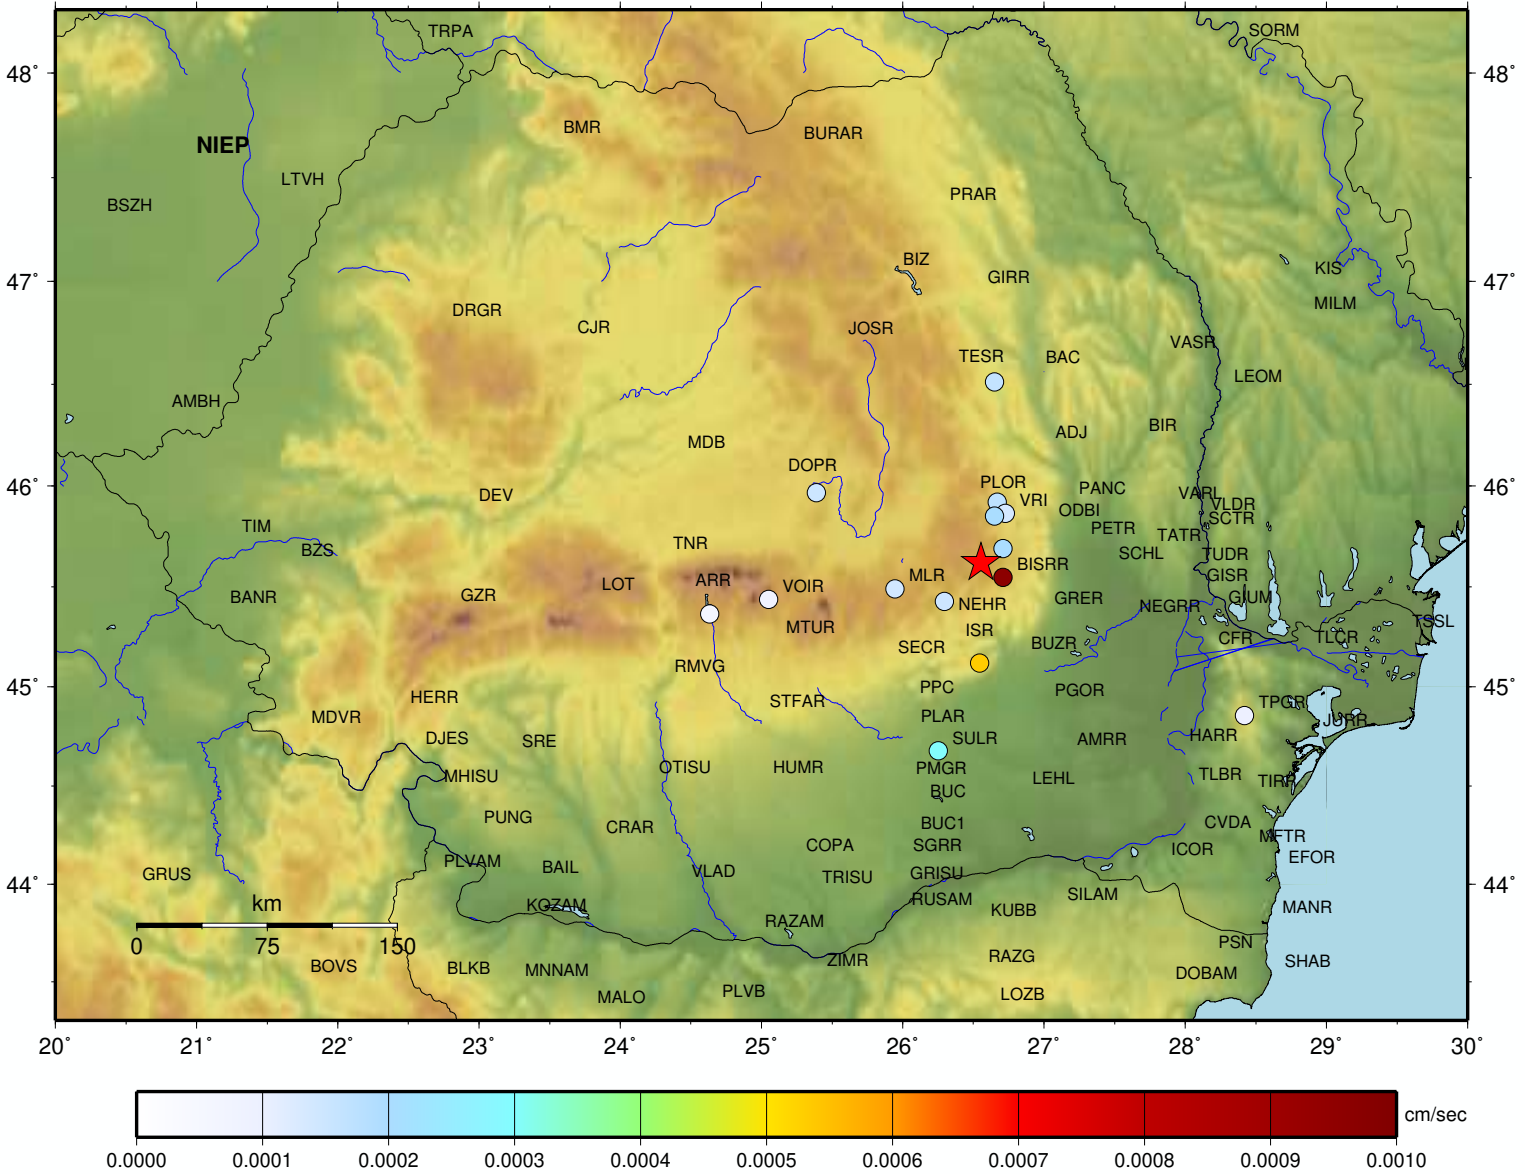 TRPA
SORM
48°
48°
BMR
BURAR
NIEP
LTVH
BSZH
PRAR
BIZ
KIS
47°
47°
GIRR
MILM
DRGR
CJR
JOSR
VASR
TESR
BAC
LEOM
AMBH
BIR
ADJ
MDB
DOPR
PLOR
46°
46°
DEV
VRI
PANC
VARL
VLDR
ODBI
SCTR
TIM
PETR
TATR
BZS
TNR
SCHL
TUDR
BISRR
MLR
GISR
ARR
VOIR
LOT
BANR
GZR
NEHR
GRER
NEGRR
GIUM
TSSL
MTUR
ISR
CFR
TLCR
SECR
BUZR
RMVG
45°
45°
PPC
PGOR
HERR
STFAR
TPGR
MDVR
PLAR
JURR
DJES
SRE
SULR
AMRR
HARR
MHISU
OTISU
HUMR
PMGR
LEHL
TLBR
TIRR
BUC
PUNG
CRAR
BUC1
CVDA
MFTR
COPA
SGRR
ICOR
EFOR
PLVAM
BAIL
VLAD
GRUS
TRISU
GRISU
44°
44°
SILAM
KOZAM
RUSAM
km
KUBB
MANR
RAZAM
0
75
150
PSN
BOVS
BLKB
MNNAM
ZIMR
RAZG
SHAB
DOBAM
MALO
PLVB
LOZB
20°
21°
22°
23°
24°
25°
26°
27°
28°
29°
30°
cm/sec
0.0000
0.0001
0.0002
0.0003
0.0004
0.0005
0.0006
0.0007
0.0008
0.0009
0.0010